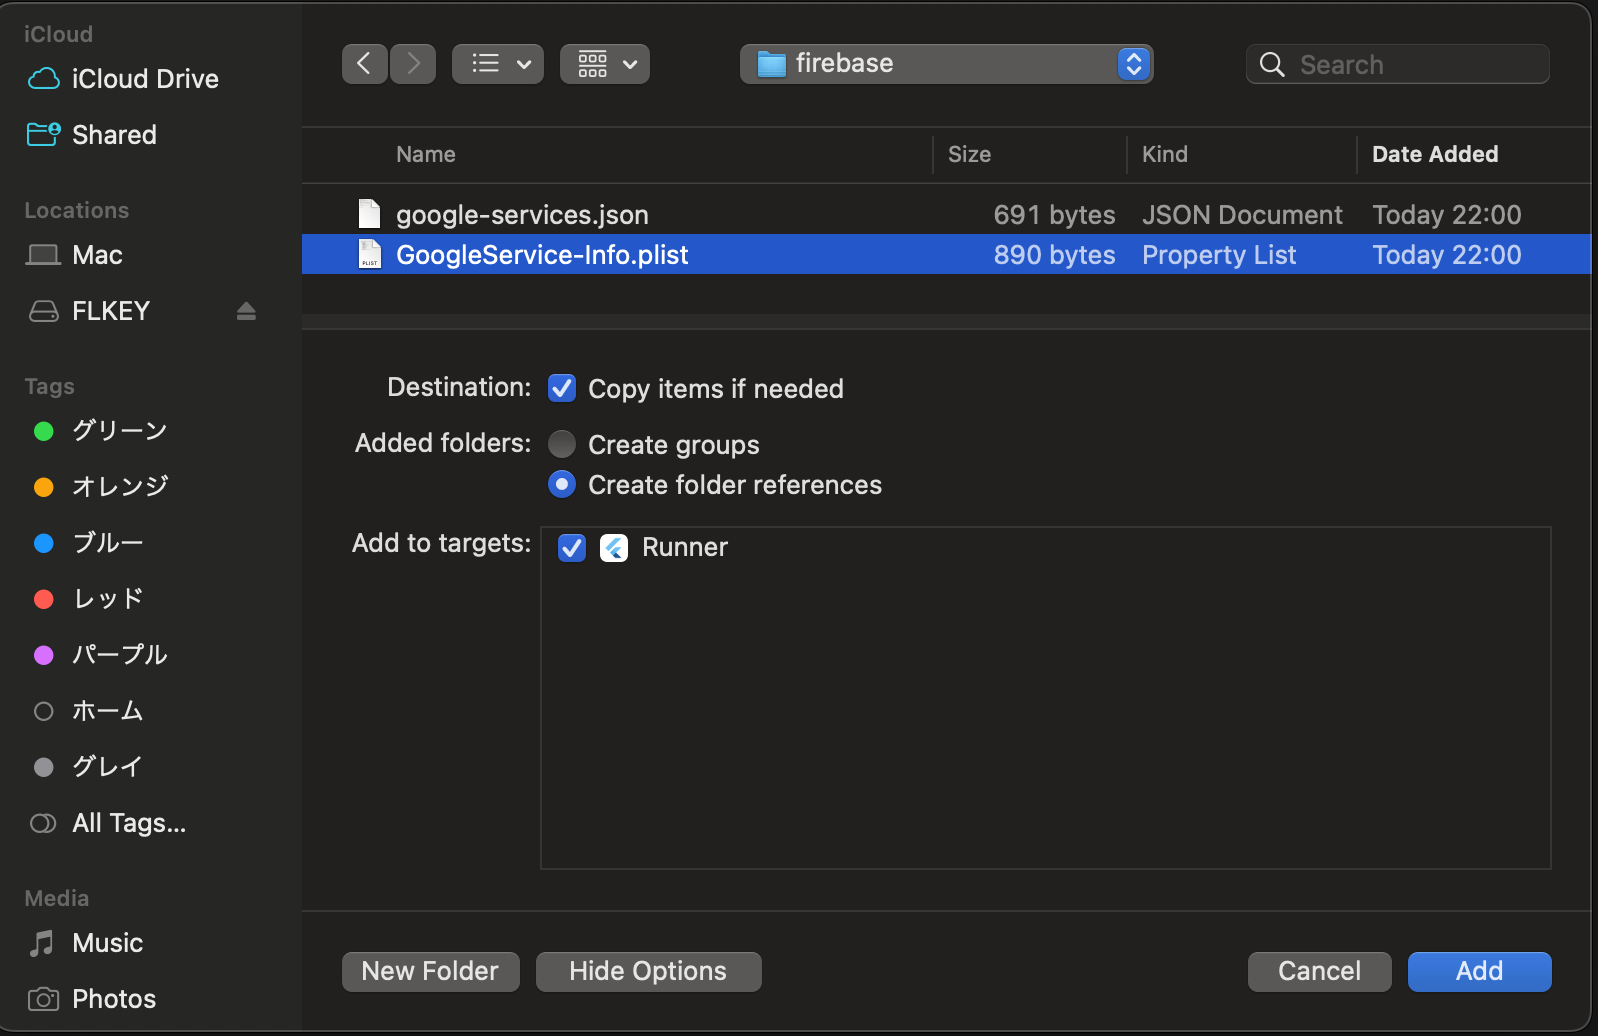 iCloud
iCloud Drive
Shared
Locations
Mac
FLKEY
Tags
グリーン
オレンジ
ブルー
レッド
パープル
ホーム
グレイ
All Tags...
Media
Music
Photos
firebase
Search
Name Size Kind Date Added
google-services.json 691 bytes JSON Document Today 22:00
GoogleService-Info.plist 890 bytes Property List Today 22:00
Destination: Copy items if needed
Added folders: Create groups
Create folder references
Add to targets: Runner
New Folder Hide Options Cancel Add